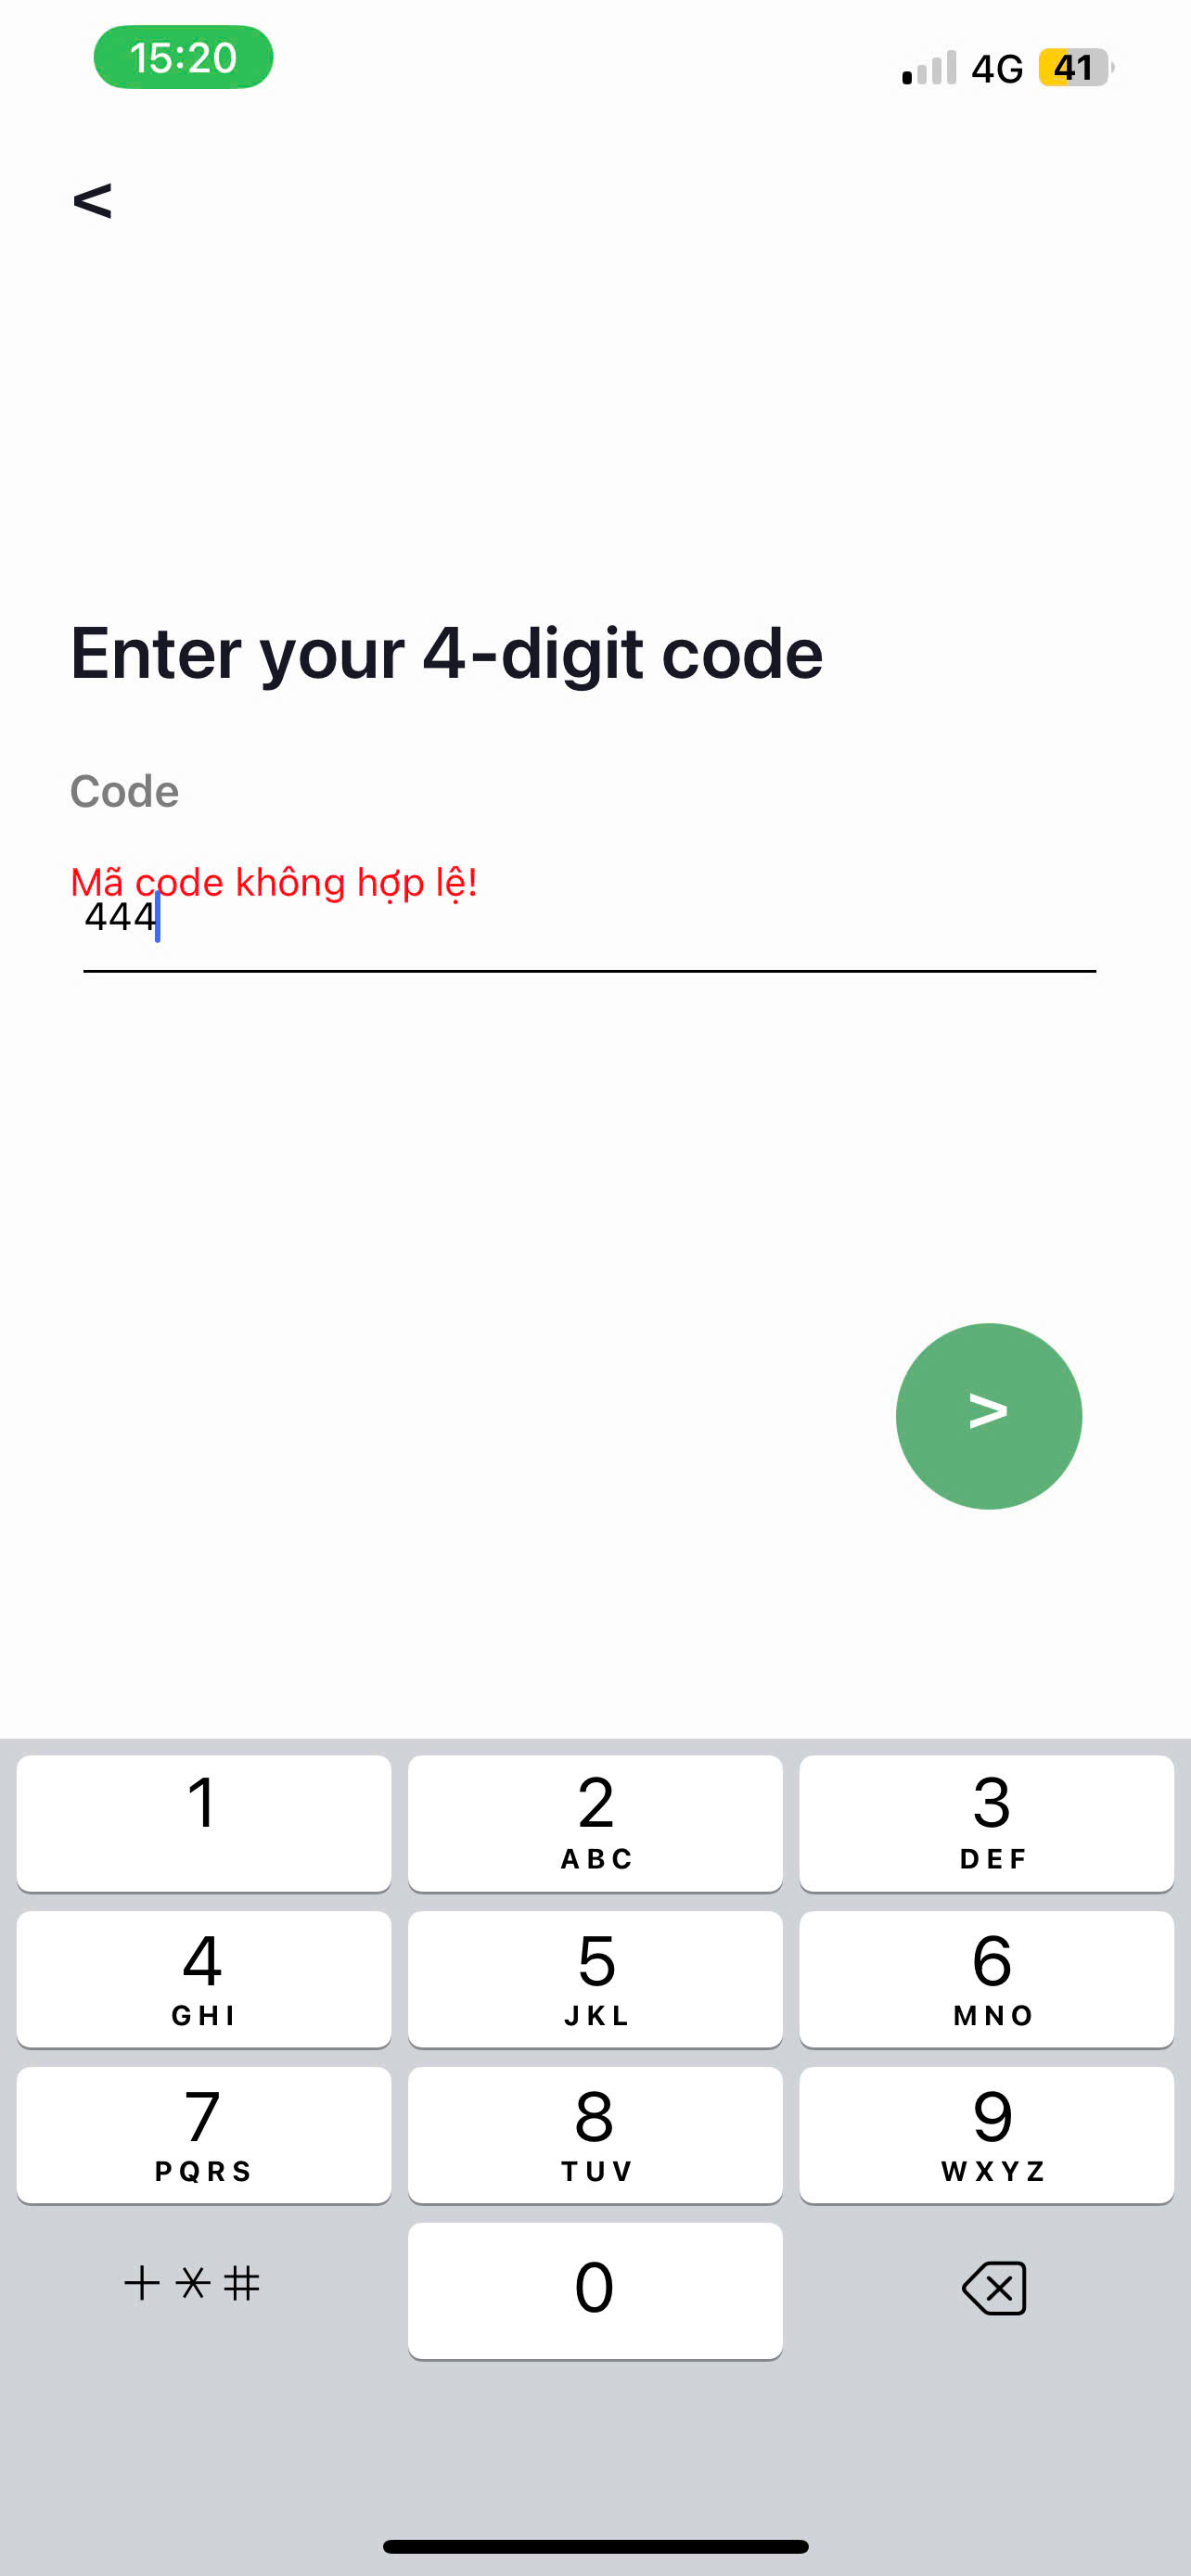 15:20 4G 41
<
Enter your 4-digit code
Code
Mã code không hợp lệ!
444
>
1 2 3
ABC DEF
4 5 6
GHI JKL MNO
7 8 9
PQRS TUV WXYZ
+*# 0